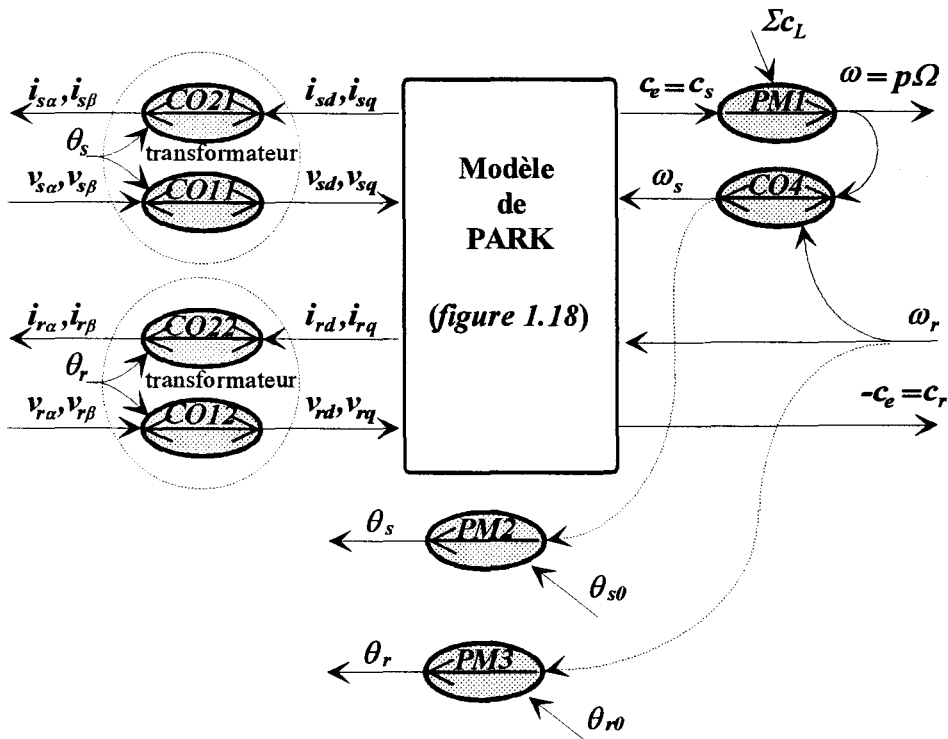 Σc_L
i_sα, i_sβ CO21 i_sd, i_sq c_e = c_s PM1 ω = pΩ
θ_s transformateur
v_sα, v_sβ CO11 v_sd, v_sq ω_s CO4
Modèle
de
PARK
(figure 1.18)
i_rα, i_rβ CO22 i_rd, i_rq ω_r
θ_r transformateur
v_rα, v_rβ CO12 v_rd, v_rq -c_e = c_r
θ_s PM2
θ_s0
θ_r PM3
θ_r0